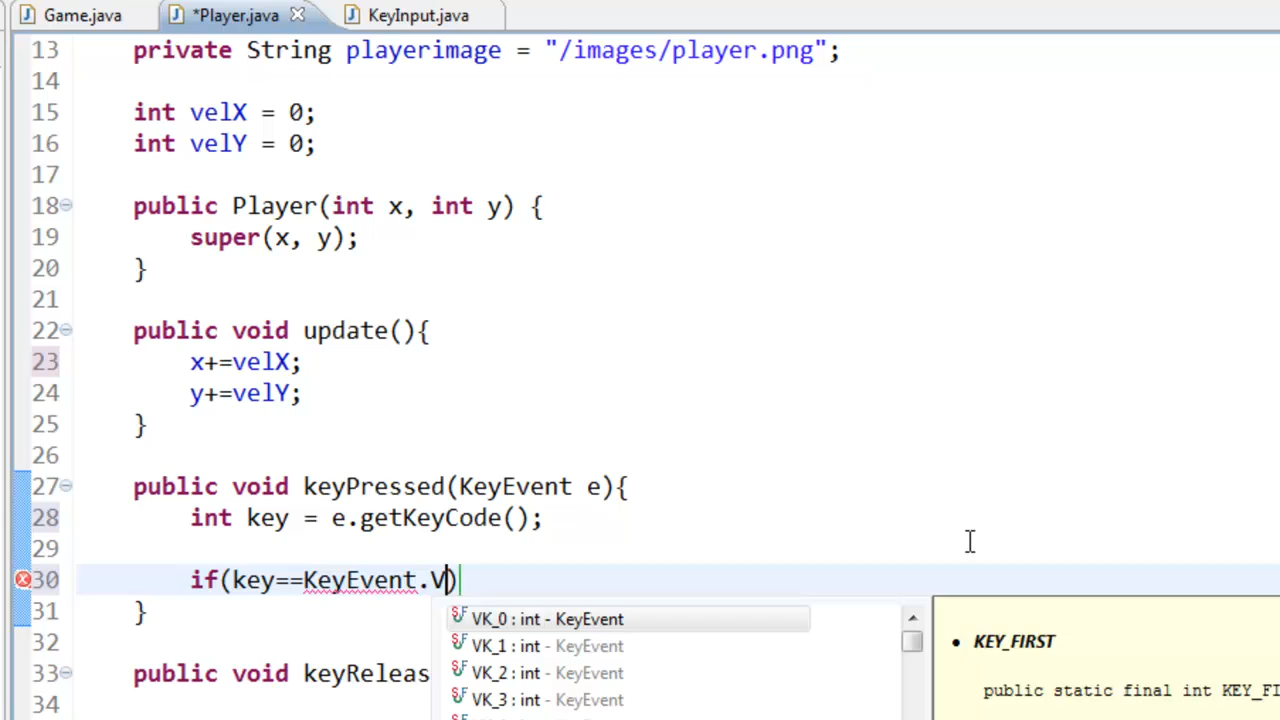 Game.java *Player.java KeyInput.java
13 private String playerimage = "/images/player.png";
14
15 int velX = 0;
16 int velY = 0;
17
18 public Player(int x, int y) {
19 super(x, y);
20 }
21
22 public void update(){
23 x+=velX;
24 y+=velY;
25 }
26
27 public void keyPressed(KeyEvent e){
28 int key = e.getKeyCode();
29
30 if(key==KeyEvent.V)
31 }
VK_0 : int - KeyEvent
32
VK_1 : int - KeyEvent
• KEY_FIRST
33 public void keyReleas
VK_2 : int - KeyEvent
public static final int KEY_FI
34
VK_3 : int - KeyEvent